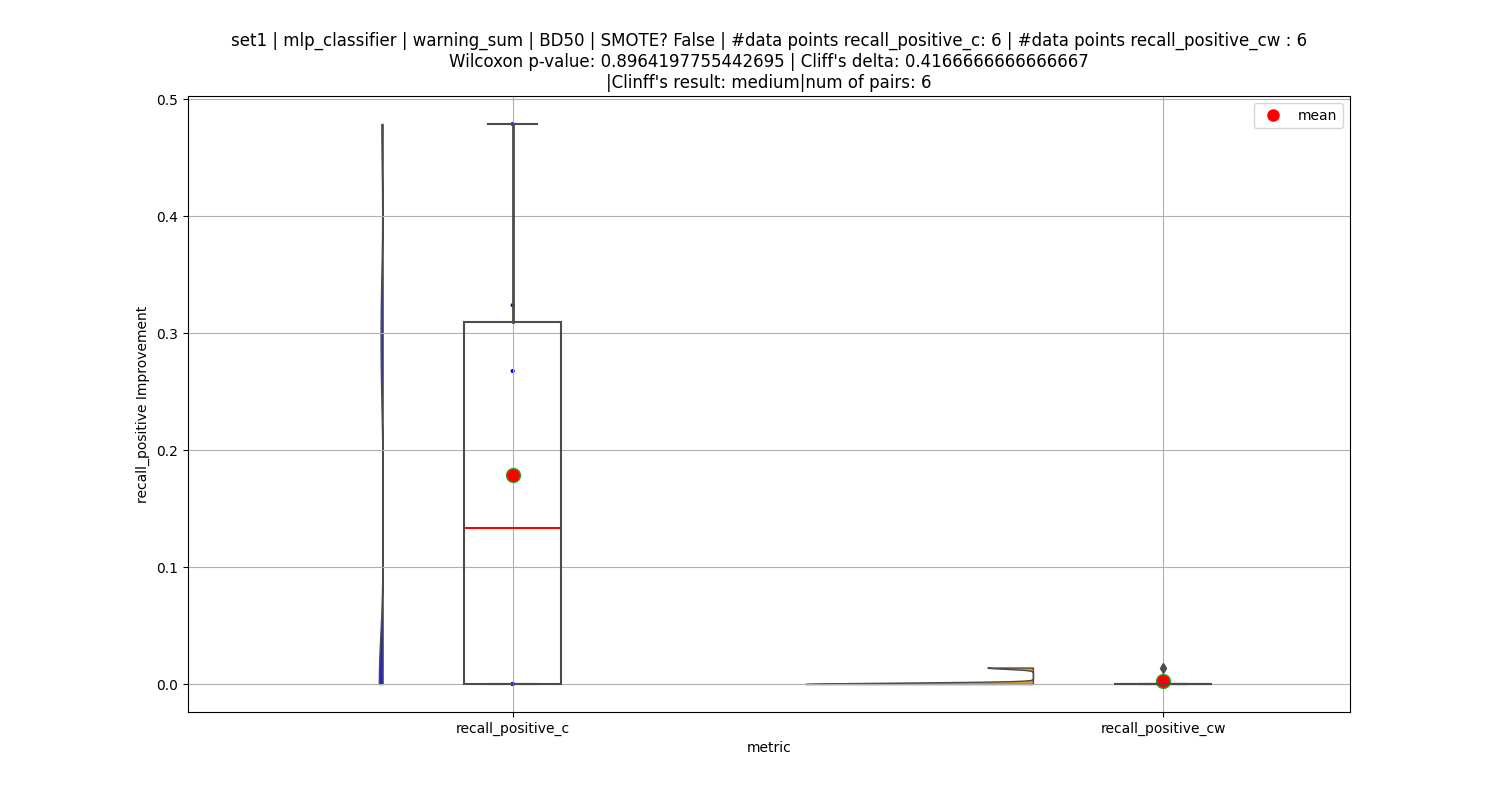 set1 | mlp_classifier | warning_sum | BD50 | SMOTE? False | #data points recall_positive_c: 6 | #data points recall_positive_cw : 6
Wilcoxon p-value: 0.8964197755442695 | Cliff's delta: 0.4166666666666667
|Clinff's result: medium|num of pairs: 6
mean
0.5
0.4
0.3
0.2
0.1
0.0
recall_positive Improvement
recall_positive_c
recall_positive_cw
metric